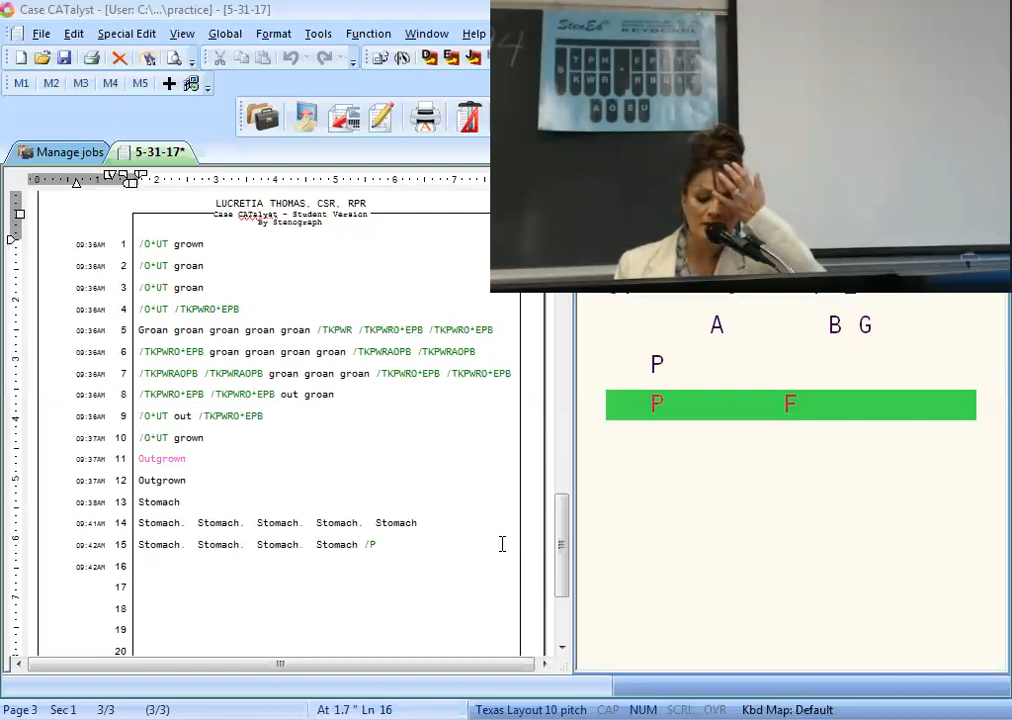 Case CATalyst - [User: C:\...\practice] - [5-31-17]
File Edit Special Edit View Global Format Tools Function Window Help
M1 M2 M3 M4 M5
Manage jobs 5-31-17*
LUCRETIA THOMAS, CSR, RPR
Case CATalyst - Student Version
By Stenograph
09:36AM 1 /O*UT grown
09:36AM 2 /O*UT groan
09:36AM 3 /O*UT groan
09:36AM 4 /O*UT /TKPWRO*EPB
09:36AM 5 Groan groan groan groan groan /TKPWR /TKPWRO*EPB /TKPWRO*EPB
09:36AM 6 /TKPWRO*EPB groan groan groan groan /TKPWRAOPB /TKPWRAOPB
09:36AM 7 /TKPWRAOPB /TKPWRAOPB groan groan groan /TKPWRO*EPB /TKPWRO*EPB
09:36AM 8 /TKPWRO*EPB /TKPWRO*EPB out groan
09:36AM 9 /O*UT out /TKPWRO*EPB
09:37AM 10 /O*UT grown
09:37AM 11 Outgrown
09:37AM 12 Outgrown
09:38AM 13 Stomach
09:41AM 14 Stomach. Stomach. Stomach. Stomach. Stomach
09:42AM 15 Stomach. Stomach. Stomach. Stomach /P
09:42AM 16
17
18
19
20
StenEd
KEYBOARD
A O E U
A B G
P
P F
Page 3 Sec 1 3/3 (3/3) At 1.7" Ln 16 Texas Layout 10 pitch CAP NUM SCRL OVR Kbd Map: Default